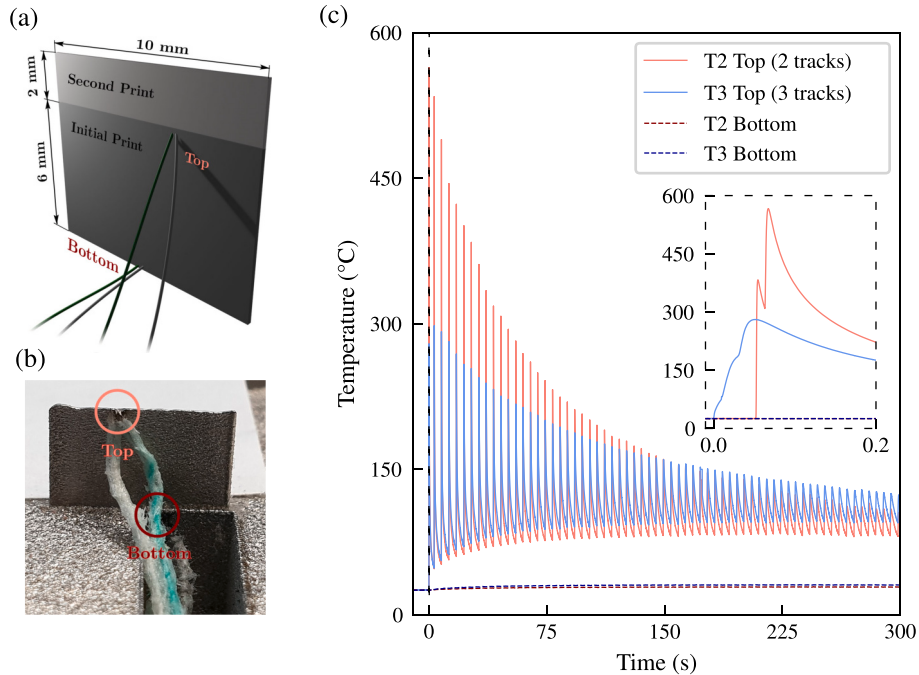 (a)
10 mm
2 mm
Second Print
Initial Print
6 mm
Top
Bottom
(b)
Top
Bottom
(c)
600
450
300
150
0
Temperature (°C)
0
75
150
225
300
Time (s)
T2 Top (2 tracks)
T3 Top (3 tracks)
T2 Bottom
T3 Bottom
600
450
300
150
0
0.0
0.2